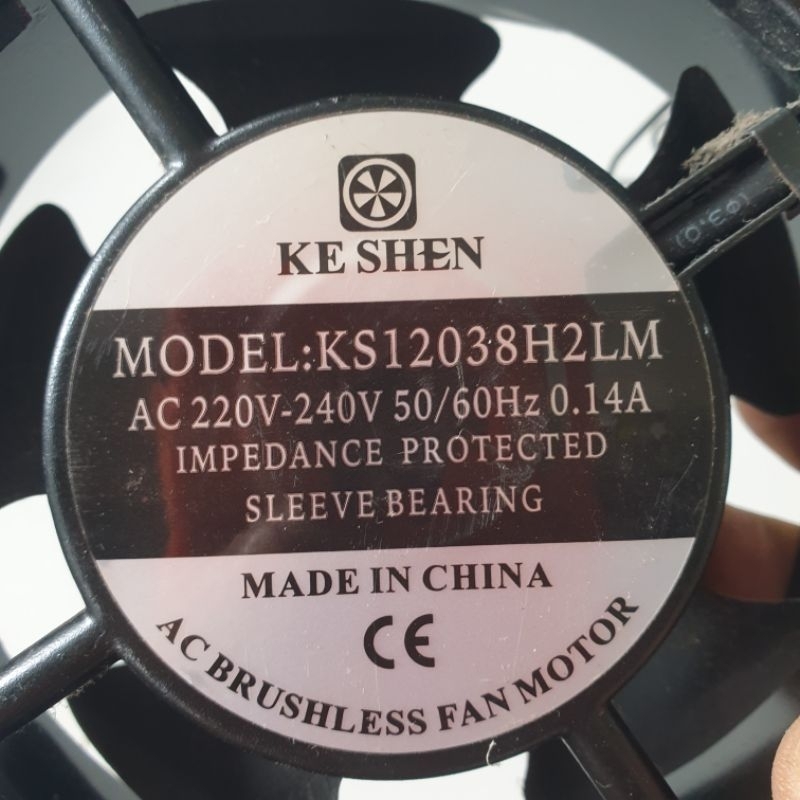 KE SHEN
MODEL:KS12038H2LM
AC 220V-240V 50/60Hz 0.14A
IMPEDANCE PROTECTED
SLEEVE BEARING
MADE IN CHINA
CE
AC BRUSHLESS FAN MOTOR